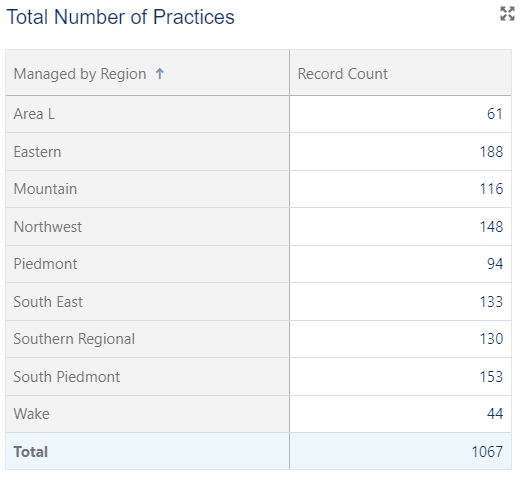 Total Number of Practices
Managed by Region ↑ Record Count
Area L 61
Eastern 188
Mountain 116
Northwest 148
Piedmont 94
South East 133
Southern Regional 130
South Piedmont 153
Wake 44
Total 1067